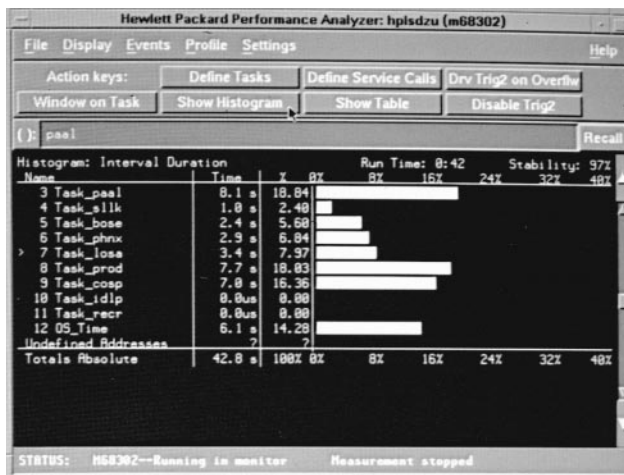 Hewlett Packard Performance Analyzer: hplsdzu (m68302)
File Display Events Profile Settings Help
Action keys: Define Tasks Define Service Calls Drv Trig2 on Overflw
Window on Task Show Histogram Show Table Disable Trig2
(): paal Recall
Histogram: Interval Duration Run Time: 0:42 Stability: 97%
Name Time % 0% 8% 16% 24% 32% 40%
3 Task_paal 8.1 s 18.84
4 Task_sllk 1.0 s 2.40
5 Task_bose 2.4 s 5.60
6 Task_phnx 2.9 s 6.84
> 7 Task_losa 3.4 s 7.97
8 Task_prod 7.7 s 18.03
9 Task_cosp 7.0 s 16.36
10 Task_idlp 0.0us 0.00
11 Task_recr 0.0us 0.00
12 OS_Time 6.1 s 14.28
Undefined Addresses ? ?
Totals Absolute 42.8 s 100% 0% 8% 16% 24% 32% 40%
STATUS: M68302--Running in monitor Measurement stopped